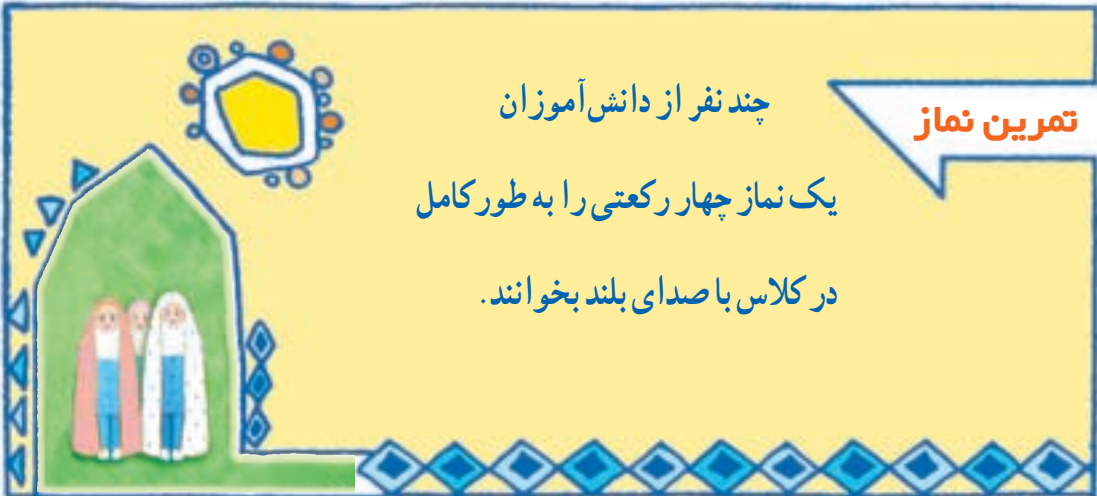 تمرین نماز
چند نفر از دانش‌آموزان
یک نماز چهار رکعتی را به طور کامل
در کلاس با صدای بلند بخوانند.